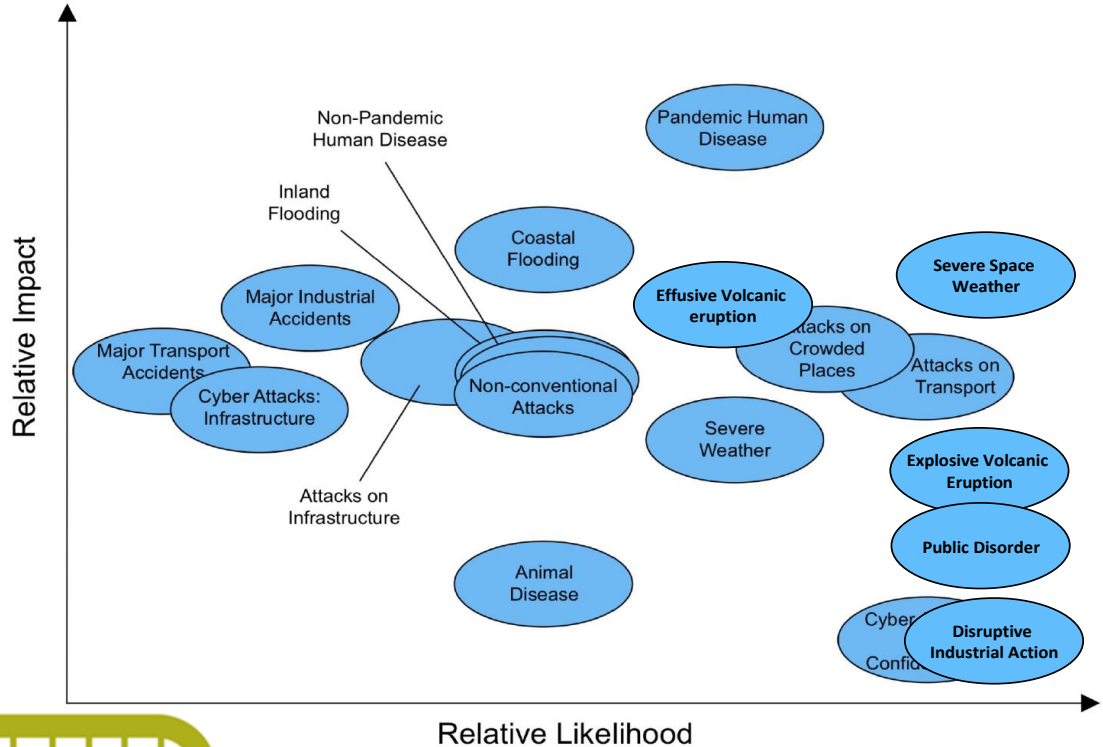 Non-Pandemic
Human Disease
Pandemic Human
Disease
Inland
Flooding
Coastal
Flooding
Severe Space
Weather
Major Industrial
Accidents
Effusive Volcanic
eruption
ttacks on
Crowded
Places
Major Transport
Accidents
Attacks on
Transport
Cyber Attacks:
Infrastructure
Non-conventional
Attacks
Severe
Weather
Explosive Volcanic
Eruption
Attacks on
Infrastructure
Public Disorder
Animal
Disease
Cyber
Confid
Disruptive
Industrial Action
Relative Impact
Relative Likelihood